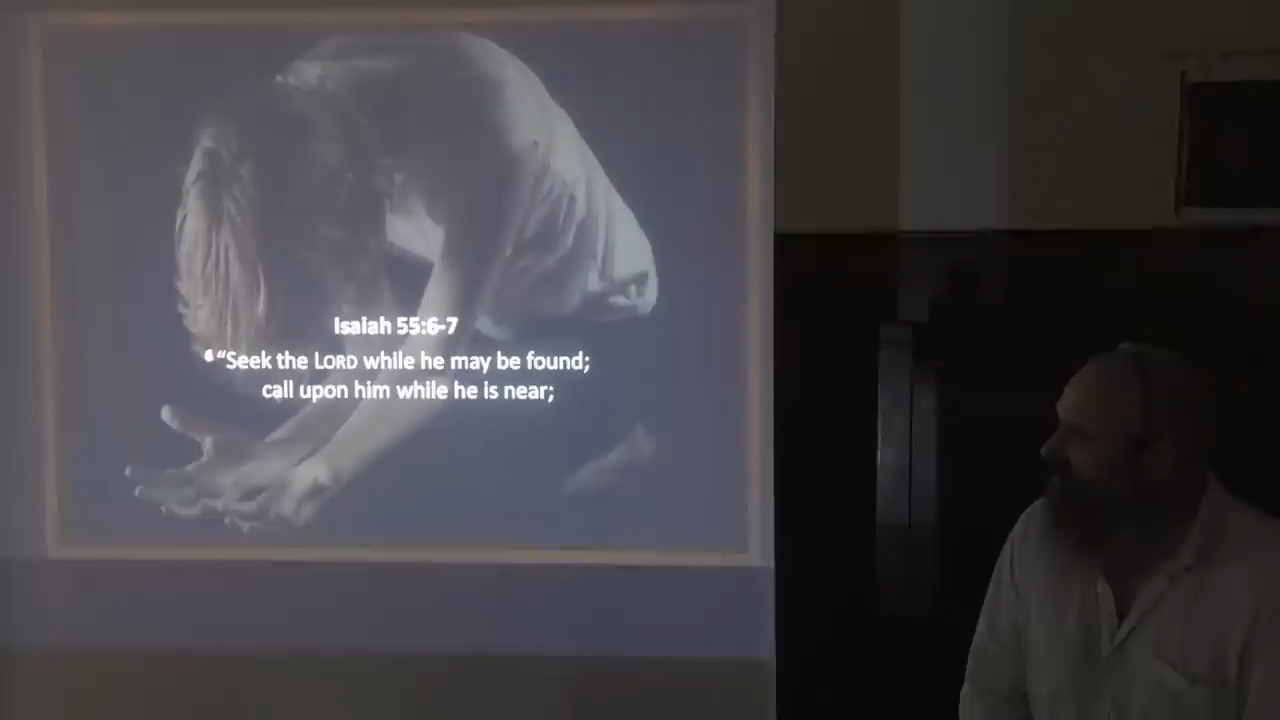 Isaiah 55:6-7
6 “Seek the LORD while he may be found;
call upon him while he is near;